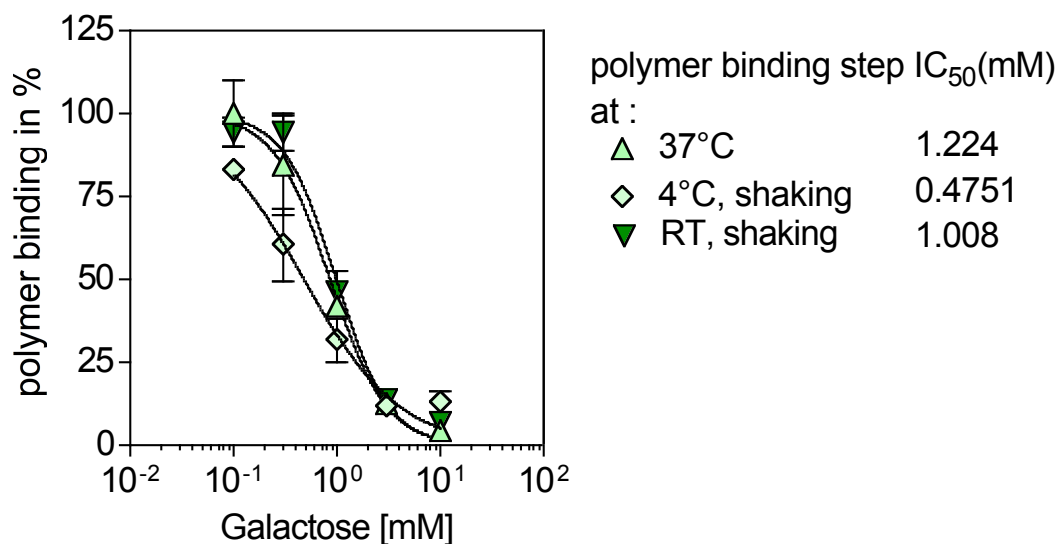 125
100
75
50
25
0
polymer binding in %
10-2 10-1 100 101 102
Galactose [mM]
polymer binding step IC50(mM)
at :
37°C 1.224
4°C, shaking 0.4751
RT, shaking 1.008